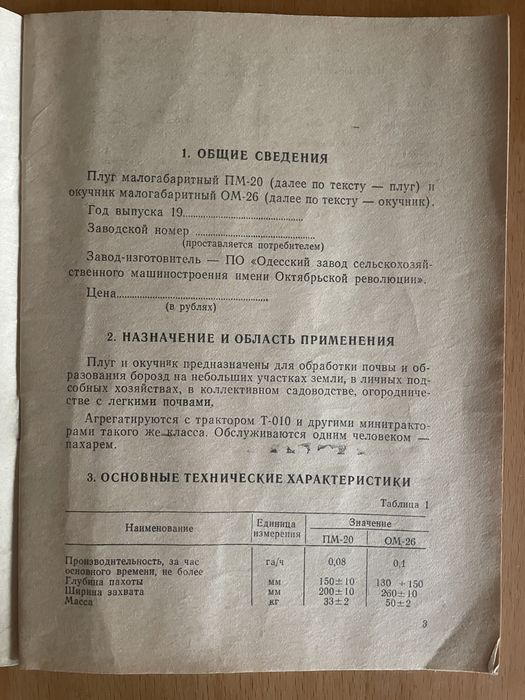 1. ОБЩИЕ СВЕДЕНИЯ
Плуг малогабаритный ПМ-20 (далее по тексту — плуг) и
окучник малогабаритный ОМ-26 (далее по тексту — окучник).
Год выпуска 19..............................
Заводской номер ..............................
(проставляется потребителем)
Завод-изготовитель — ПО «Одесский завод сельскохозяй-
ственного машиностроения имени Октябрьской революции».
Цена......................................
(в рублях)
2. НАЗНАЧЕНИЕ И ОБЛАСТЬ ПРИМЕНЕНИЯ
Плуг и окучник предназначены для обработки почвы и об-
разования борозд на небольших участках земли, в личных под-
собных хозяйствах, в коллективном садоводстве, огородниче-
стве с легкими почвами,
Агрегатируются с трактором Т-010 и другими минитракто-
рами такого же класса. Обслуживаются одним человеком —
пахарем.
3. ОСНОВНЫЕ ТЕХНИЧЕСКИЕ ХАРАКТЕРИСТИКИ
Таблица 1
Наименование Единица измерения Значение
ПМ-20 ОМ-26
Производительность, за час га/ч 0,08 0,1
основного времени, не более
Глубина пахоты мм 150±10 130 +150
Ширина захвата мм 200±10 260±10
Масса кг 33±2 50±2
3